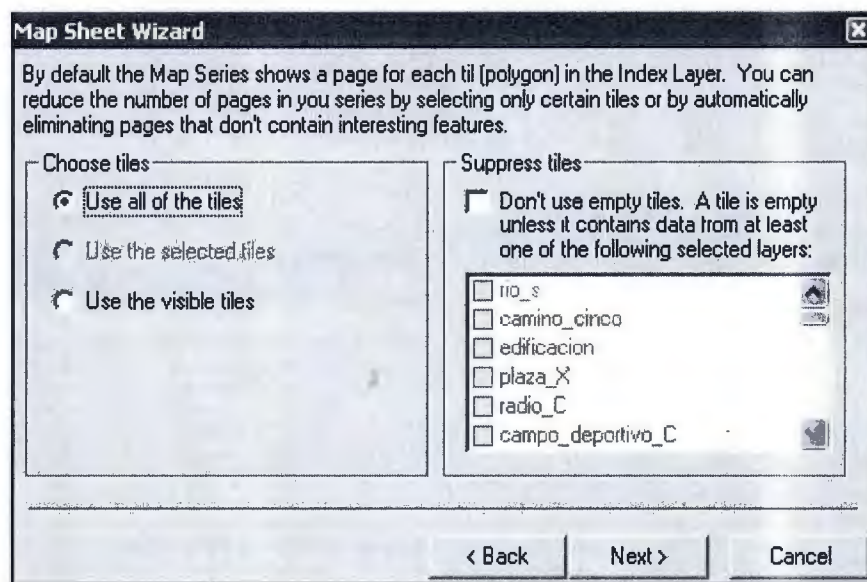 Map Sheet Wizard
By default the Map Series shows a page for each til (polygon) in the Index Layer. You can
reduce the number of pages in you series by selecting only certain tiles or by automatically
eliminating pages that don't contain interesting features.
Choose tiles
Use all of the tiles
Use the selected tiles
Use the visible tiles
Suppress tiles
Don't use empty tiles. A tile is empty
unless it contains data from at least
one of the following selected layers:
rio_s
camino_cinco
edificacion
plaza_X
radio_C
campo_deportivo_C
< Back
Next >
Cancel